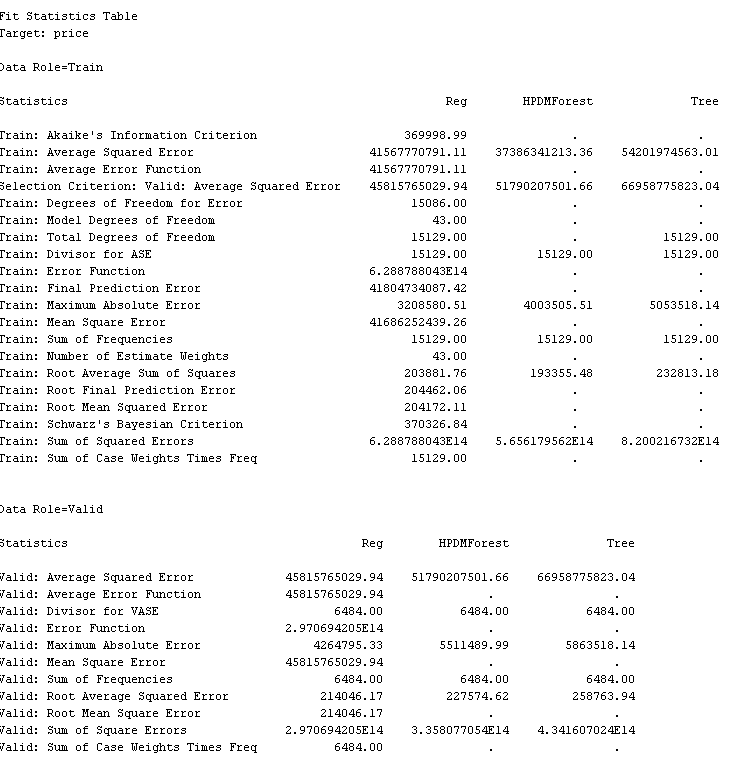 Fit Statistics Table
Target: price
Data Role=Train
Statistics Reg HPDMForest Tree
Train: Akaike's Information Criterion 369998.99 . .
Train: Average Squared Error 41567770791.11 37386341213.36 54201974563.01
Train: Average Error Function 41567770791.11 . .
Selection Criterion: Valid: Average Squared Error 45815765029.94 51790207501.66 66958775823.04
Train: Degrees of Freedom for Error 15086.00 . .
Train: Model Degrees of Freedom 43.00 . .
Train: Total Degrees of Freedom 15129.00 . 15129.00
Train: Divisor for ASE 15129.00 15129.00 15129.00
Train: Error Function 6.288788043E14 . .
Train: Final Prediction Error 41804734087.42 . .
Train: Maximum Absolute Error 3208580.51 4003505.51 5053518.14
Train: Mean Square Error 41686252439.26 . .
Train: Sum of Frequencies 15129.00 15129.00 15129.00
Train: Number of Estimate Weights 43.00 . .
Train: Root Average Sum of Squares 203881.76 193355.48 232813.18
Train: Root Final Prediction Error 204462.06 . .
Train: Root Mean Squared Error 204172.11 . .
Train: Schwarz's Bayesian Criterion 370326.84 . .
Train: Sum of Squared Errors 6.288788043E14 5.656179562E14 8.200216732E14
Train: Sum of Case Weights Times Freq 15129.00 . .
Data Role=Valid
Statistics Reg HPDMForest Tree
Valid: Average Squared Error 45815765029.94 51790207501.66 66958775823.04
Valid: Average Error Function 45815765029.94 . .
Valid: Divisor for VASE 6484.00 6484.00 6484.00
Valid: Error Function 2.970694205E14 . .
Valid: Maximum Absolute Error 4264795.33 5511489.99 5863518.14
Valid: Mean Square Error 45815765029.94 . .
Valid: Sum of Frequencies 6484.00 6484.00 6484.00
Valid: Root Average Squared Error 214046.17 227574.62 258763.94
Valid: Root Mean Square Error 214046.17 . .
Valid: Sum of Square Errors 2.970694205E14 3.358077054E14 4.341607024E14
Valid: Sum of Case Weights Times Freq 6484.00 . .